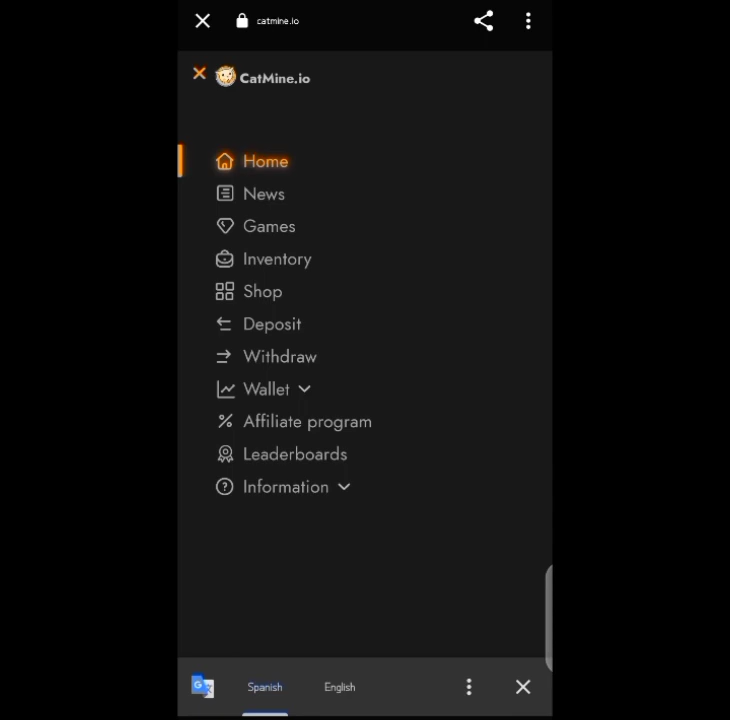 catmine.io
CatMine.io
Home
News
Games
Inventory
Shop
Deposit
Withdraw
Wallet
Affiliate program
Leaderboards
Information
Spanish English